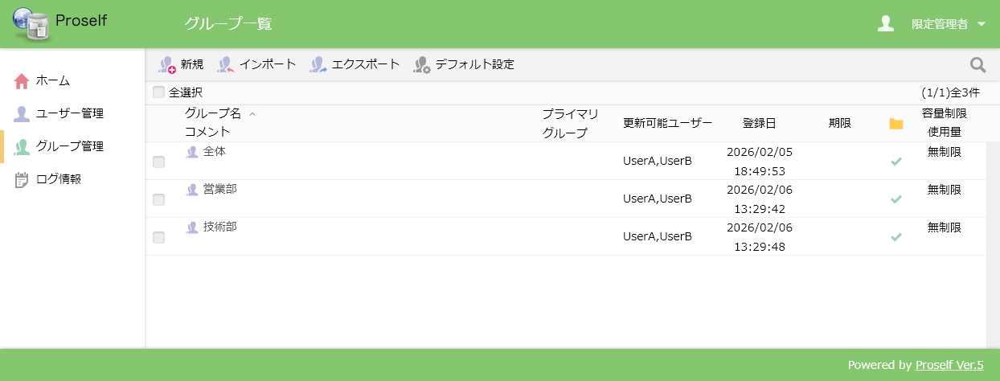 Proself
グループ一覧
限定管理者
ホーム
ユーザー管理
グループ管理
ログ情報
新規 インポート エクスポート デフォルト設定
全選択 (1/1)全3件
グループ名
コメント
プライマリ
グループ
更新可能ユーザー
登録日
期限
容量制限
使用量
全体
UserA,UserB
2026/02/05
18:49:53
無制限
営業部
UserA,UserB
2026/02/06
13:29:42
無制限
技術部
UserA,UserB
2026/02/06
13:29:48
無制限
Powered by Proself Ver.5